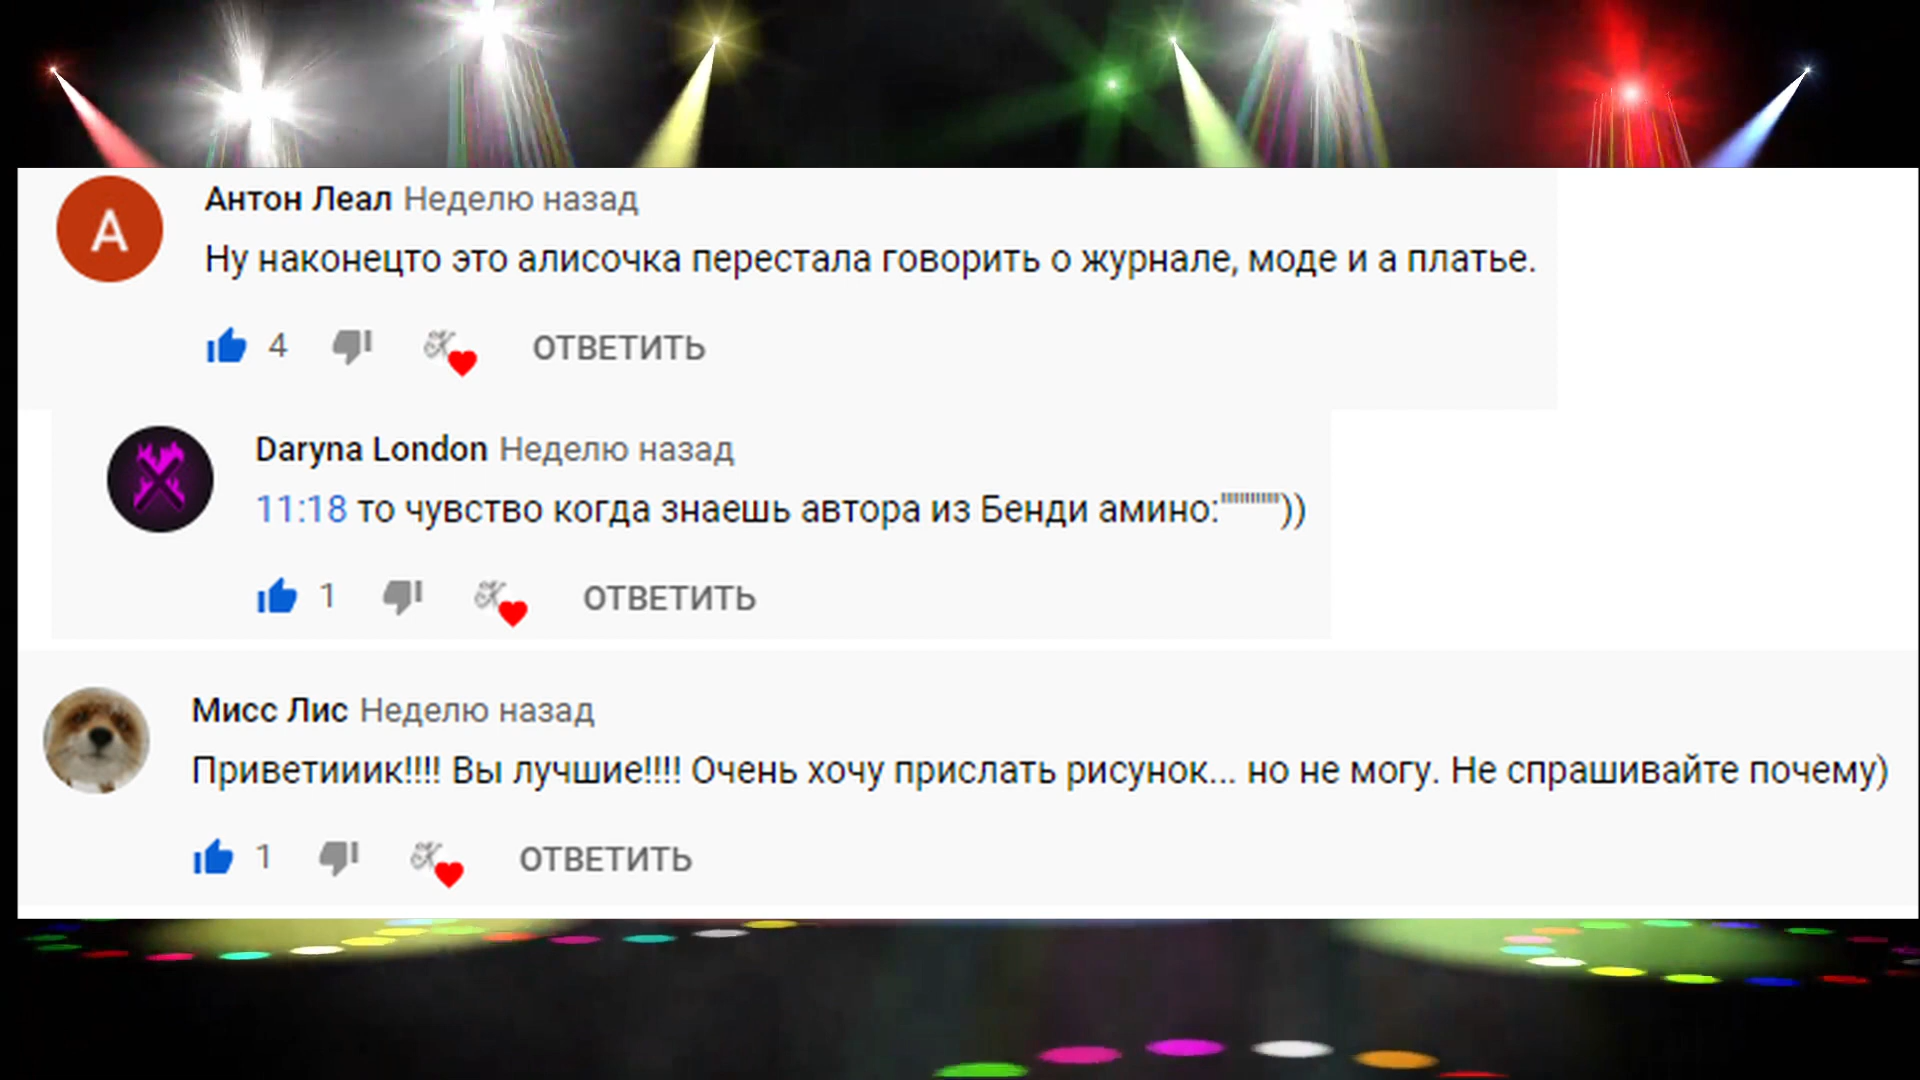 A
Антон Леал Неделю назад
Ну наконецто это алисочка перестала говорить о журнале, моде и а платье.
4 ОТВЕТИТЬ
Daryna London Неделю назад
11:18 то чувство когда знаешь автора из Бенди амино:"""""))
1 ОТВЕТИТЬ
Мисс Лис Неделю назад
Приветииик!!!! Вы лучшие!!!! Очень хочу прислать рисунок... но не могу. Не спрашивайте почему)
1 ОТВЕТИТЬ